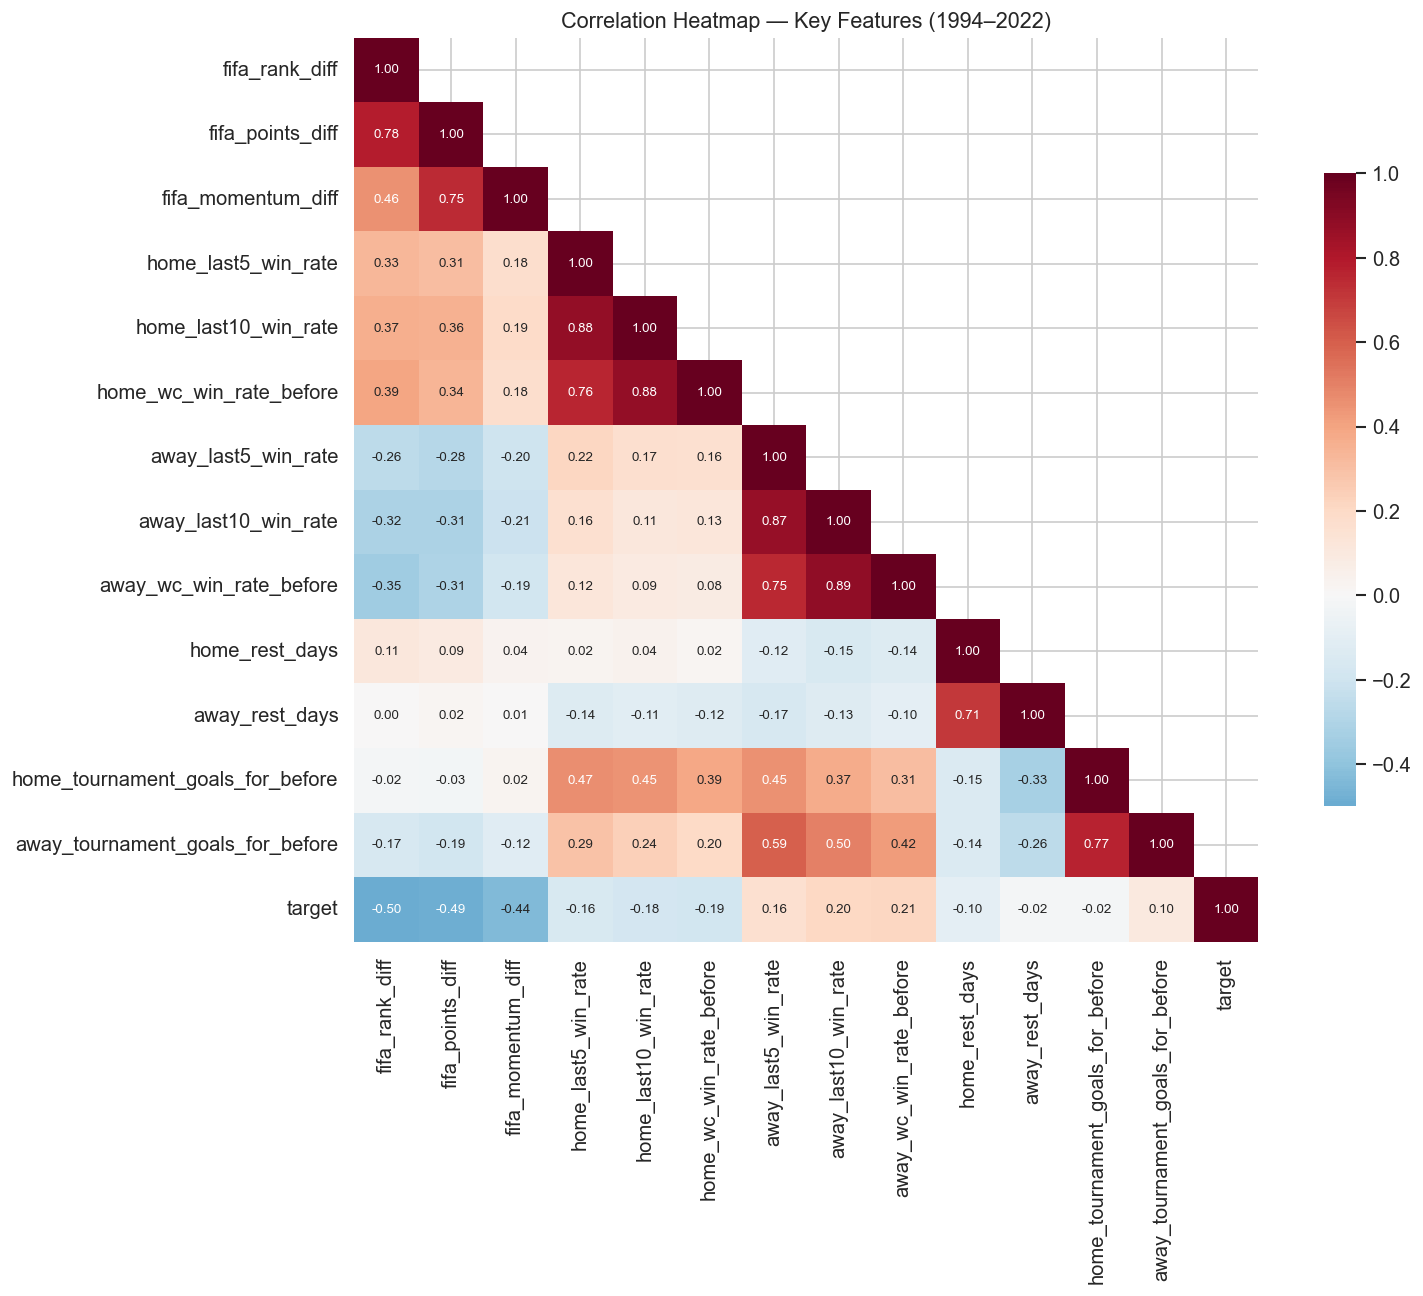 Correlation Heatmap — Key Features (1994–2022)
fifa_rank_diff 1.00
fifa_points_diff 0.78 1.00
fifa_momentum_diff 0.46 0.75 1.00
home_last5_win_rate 0.33 0.31 0.18 1.00
home_last10_win_rate 0.37 0.36 0.19 0.88 1.00
home_wc_win_rate_before 0.39 0.34 0.18 0.76 0.88 1.00
away_last5_win_rate -0.26 -0.28 -0.20 0.22 0.17 0.16 1.00
away_last10_win_rate -0.32 -0.31 -0.21 0.16 0.11 0.13 0.87 1.00
away_wc_win_rate_before -0.35 -0.31 -0.19 0.12 0.09 0.08 0.75 0.89 1.00
home_rest_days 0.11 0.09 0.04 0.02 0.04 0.02 -0.12 -0.15 -0.14 1.00
away_rest_days 0.00 0.02 0.01 -0.14 -0.11 -0.12 -0.17 -0.13 -0.10 0.71 1.00
home_tournament_goals_for_before -0.02 -0.03 0.02 0.47 0.45 0.39 0.45 0.37 0.31 -0.15 -0.33 1.00
away_tournament_goals_for_before -0.17 -0.19 -0.12 0.29 0.24 0.20 0.59 0.50 0.42 -0.14 -0.26 0.77 1.00
target -0.50 -0.49 -0.44 -0.16 -0.18 -0.19 0.16 0.20 0.21 -0.10 -0.02 -0.02 0.10 1.00
fifa_rank_diff
fifa_points_diff
fifa_momentum_diff
home_last5_win_rate
home_last10_win_rate
home_wc_win_rate_before
away_last5_win_rate
away_last10_win_rate
away_wc_win_rate_before
home_rest_days
away_rest_days
home_tournament_goals_for_before
away_tournament_goals_for_before
target
1.0
0.8
0.6
0.4
0.2
0.0
−0.2
−0.4